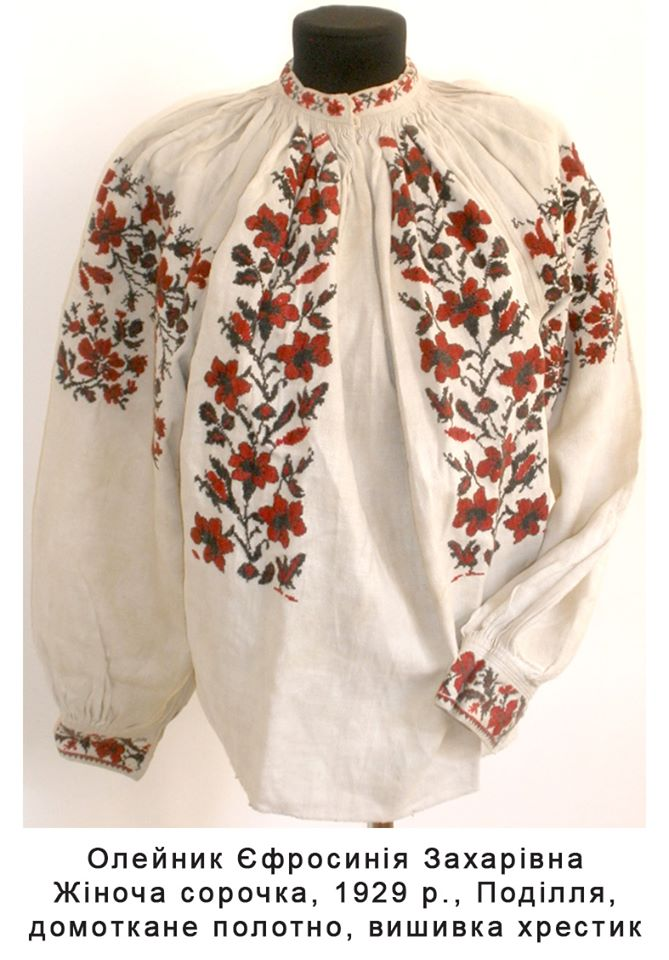 Олейник Єфросинія Захарівна
Жіноча сорочка, 1929 р., Поділля,
домоткане полотно, вишивка хрестик